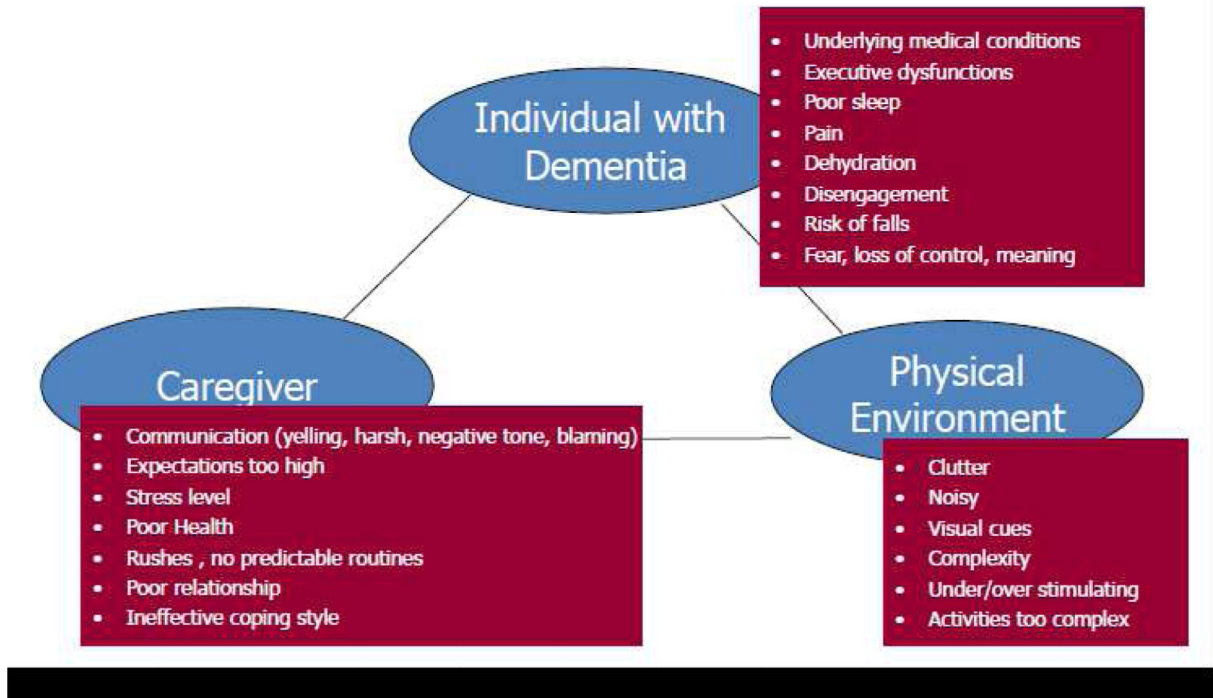 Individual with
Dementia
• Underlying medical conditions
• Executive dysfunctions
• Poor sleep
• Pain
• Dehydration
• Disengagement
• Risk of falls
• Fear, loss of control, meaning
Caregiver
• Communication (yelling, harsh, negative tone, blaming)
• Expectations too high
• Stress level
• Poor Health
• Rushes , no predictable routines
• Poor relationship
• Ineffective coping style
Physical
Environment
• Clutter
• Noisy
• Visual cues
• Complexity
• Under/over stimulating
• Activities too complex